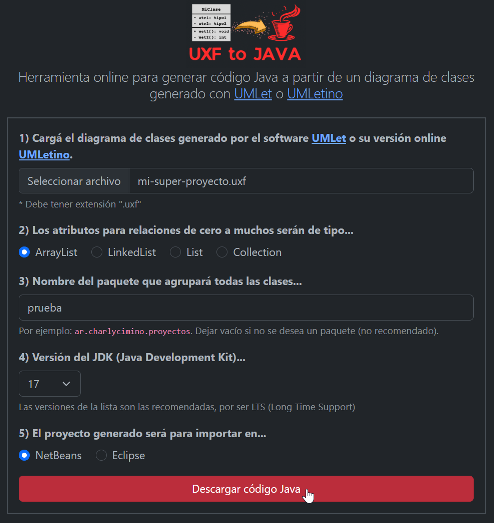 MiClase
+ atr1: tipo1
+ atr2: tipo2
+ met1(): void
+ met2(): int
UXF to JAVA
Herramienta online para generar código Java a partir de un diagrama de clases
generado con UMLet o UMLetino
1) Cargá el diagrama de clases generado por el software UMLet o su versión online
UMLetino.
Seleccionar archivo mi-super-proyecto.uxf
* Debe tener extensión ".uxf"
2) Los atributos para relaciones de cero a muchos serán de tipo...
ArrayList LinkedList List Collection
3) Nombre del paquete que agrupará todas las clases...
prueba
Por ejemplo: ar.charlycimino.proyectos. Dejar vacío si no se desea un paquete (no recomendado).
4) Versión del JDK (Java Development Kit)...
17
Las versiones de la lista son las recomendadas, por ser LTS (Long Time Support)
5) El proyecto generado será para importar en...
NetBeans Eclipse
Descargar código Java